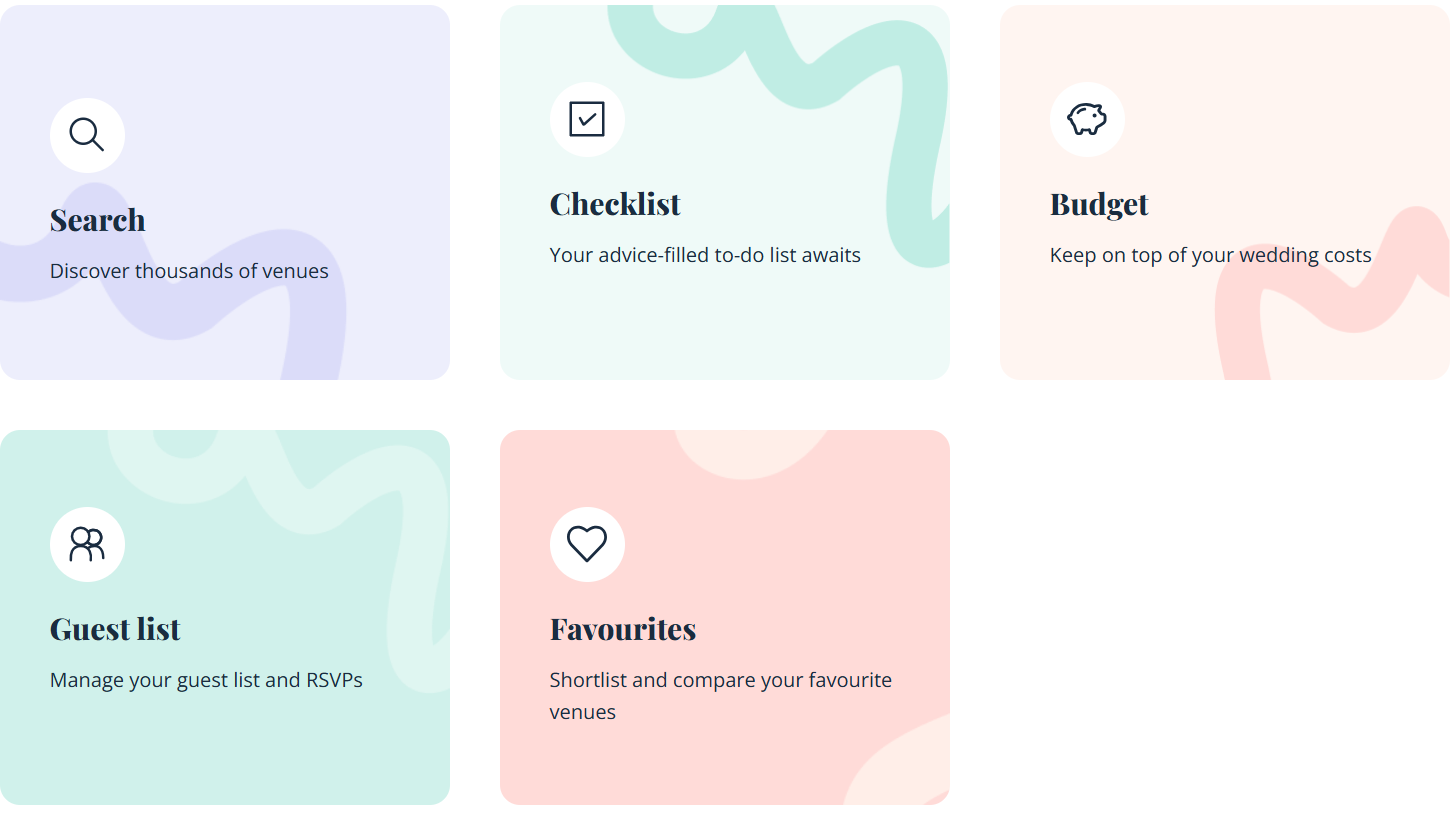 Search
Discover thousands of venues
Checklist
Your advice-filled to-do list awaits
Budget
Keep on top of your wedding costs
Guest list
Manage your guest list and RSVPs
Favourites
Shortlist and compare your favourite
venues